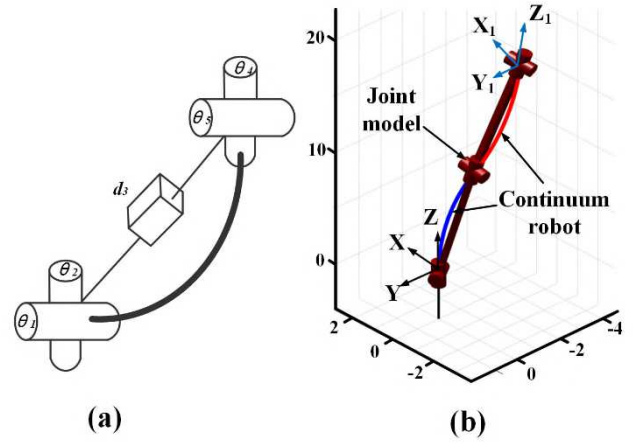 θ4
θ5
d3
θ2
θ1
(a)
20
10
0
Z1
X1
Y1
Joint
model
Continuum
robot
Z
X
Y
2
0
-2
0
-2
-4
(b)